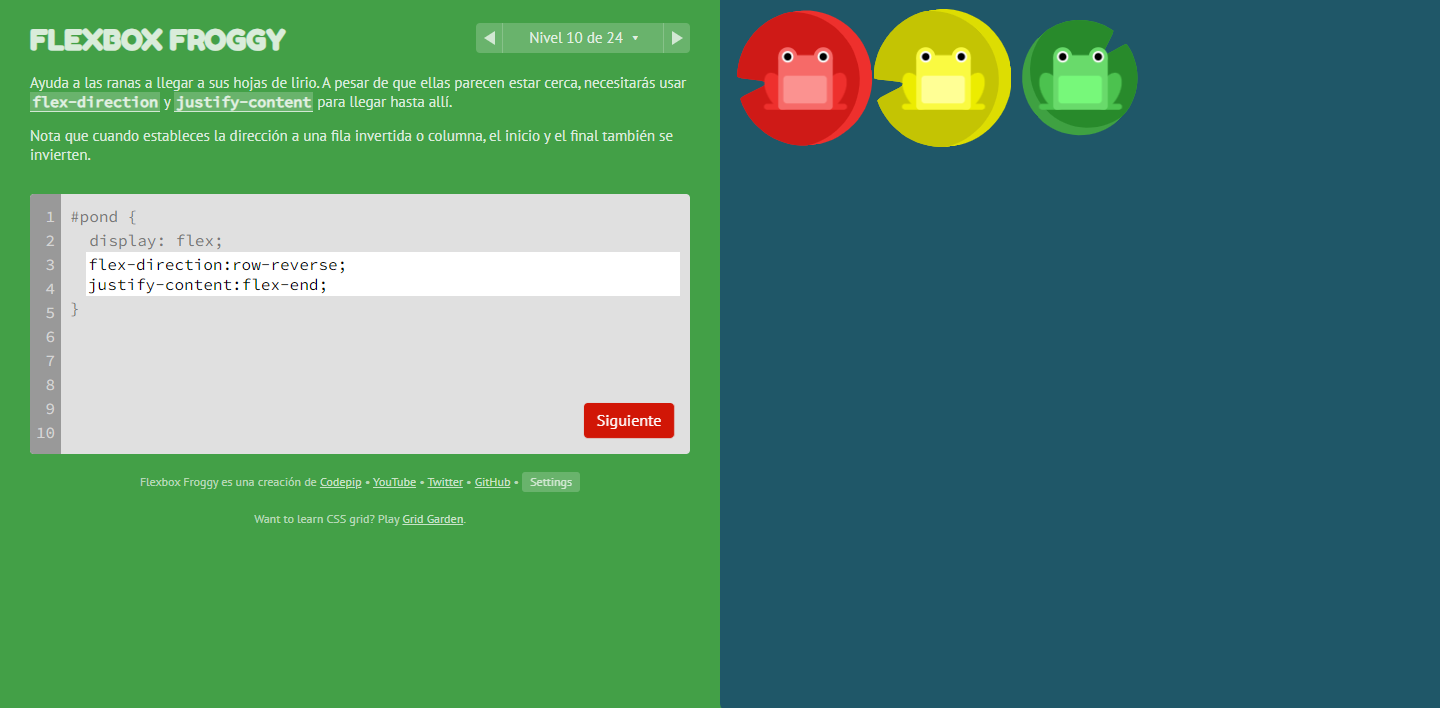 FLEXBOX FROGGY
◀ Nivel 10 de 24 ▾ ▶
Ayuda a las ranas a llegar a sus hojas de lirio. A pesar de que ellas parecen estar cerca, necesitarás usar
flex-direction y justify-content para llegar hasta allí.
Nota que cuando estableces la dirección a una fila invertida o columna, el inicio y el final también se
invierten.
1 #pond {
2 display: flex;
3 flex-direction:row-reverse;
4 justify-content:flex-end;
5 }
6
7
8
9
10
Siguiente
Flexbox Froggy es una creación de Codepip • YouTube • Twitter • GitHub • Settings
Want to learn CSS grid? Play Grid Garden.